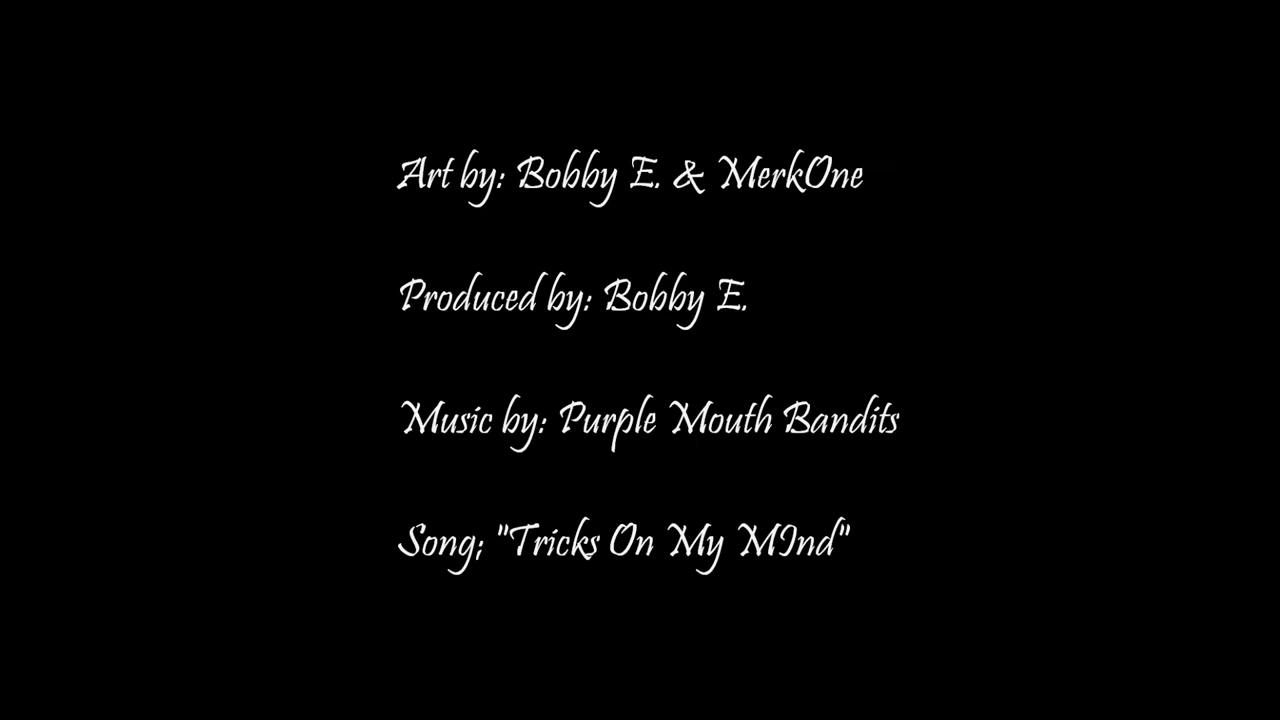 Art by: Bobby E. & MerkOne
Produced by: Bobby E.
Music by: Purple Mouth Bandits
Song; "Tricks On My MInd"